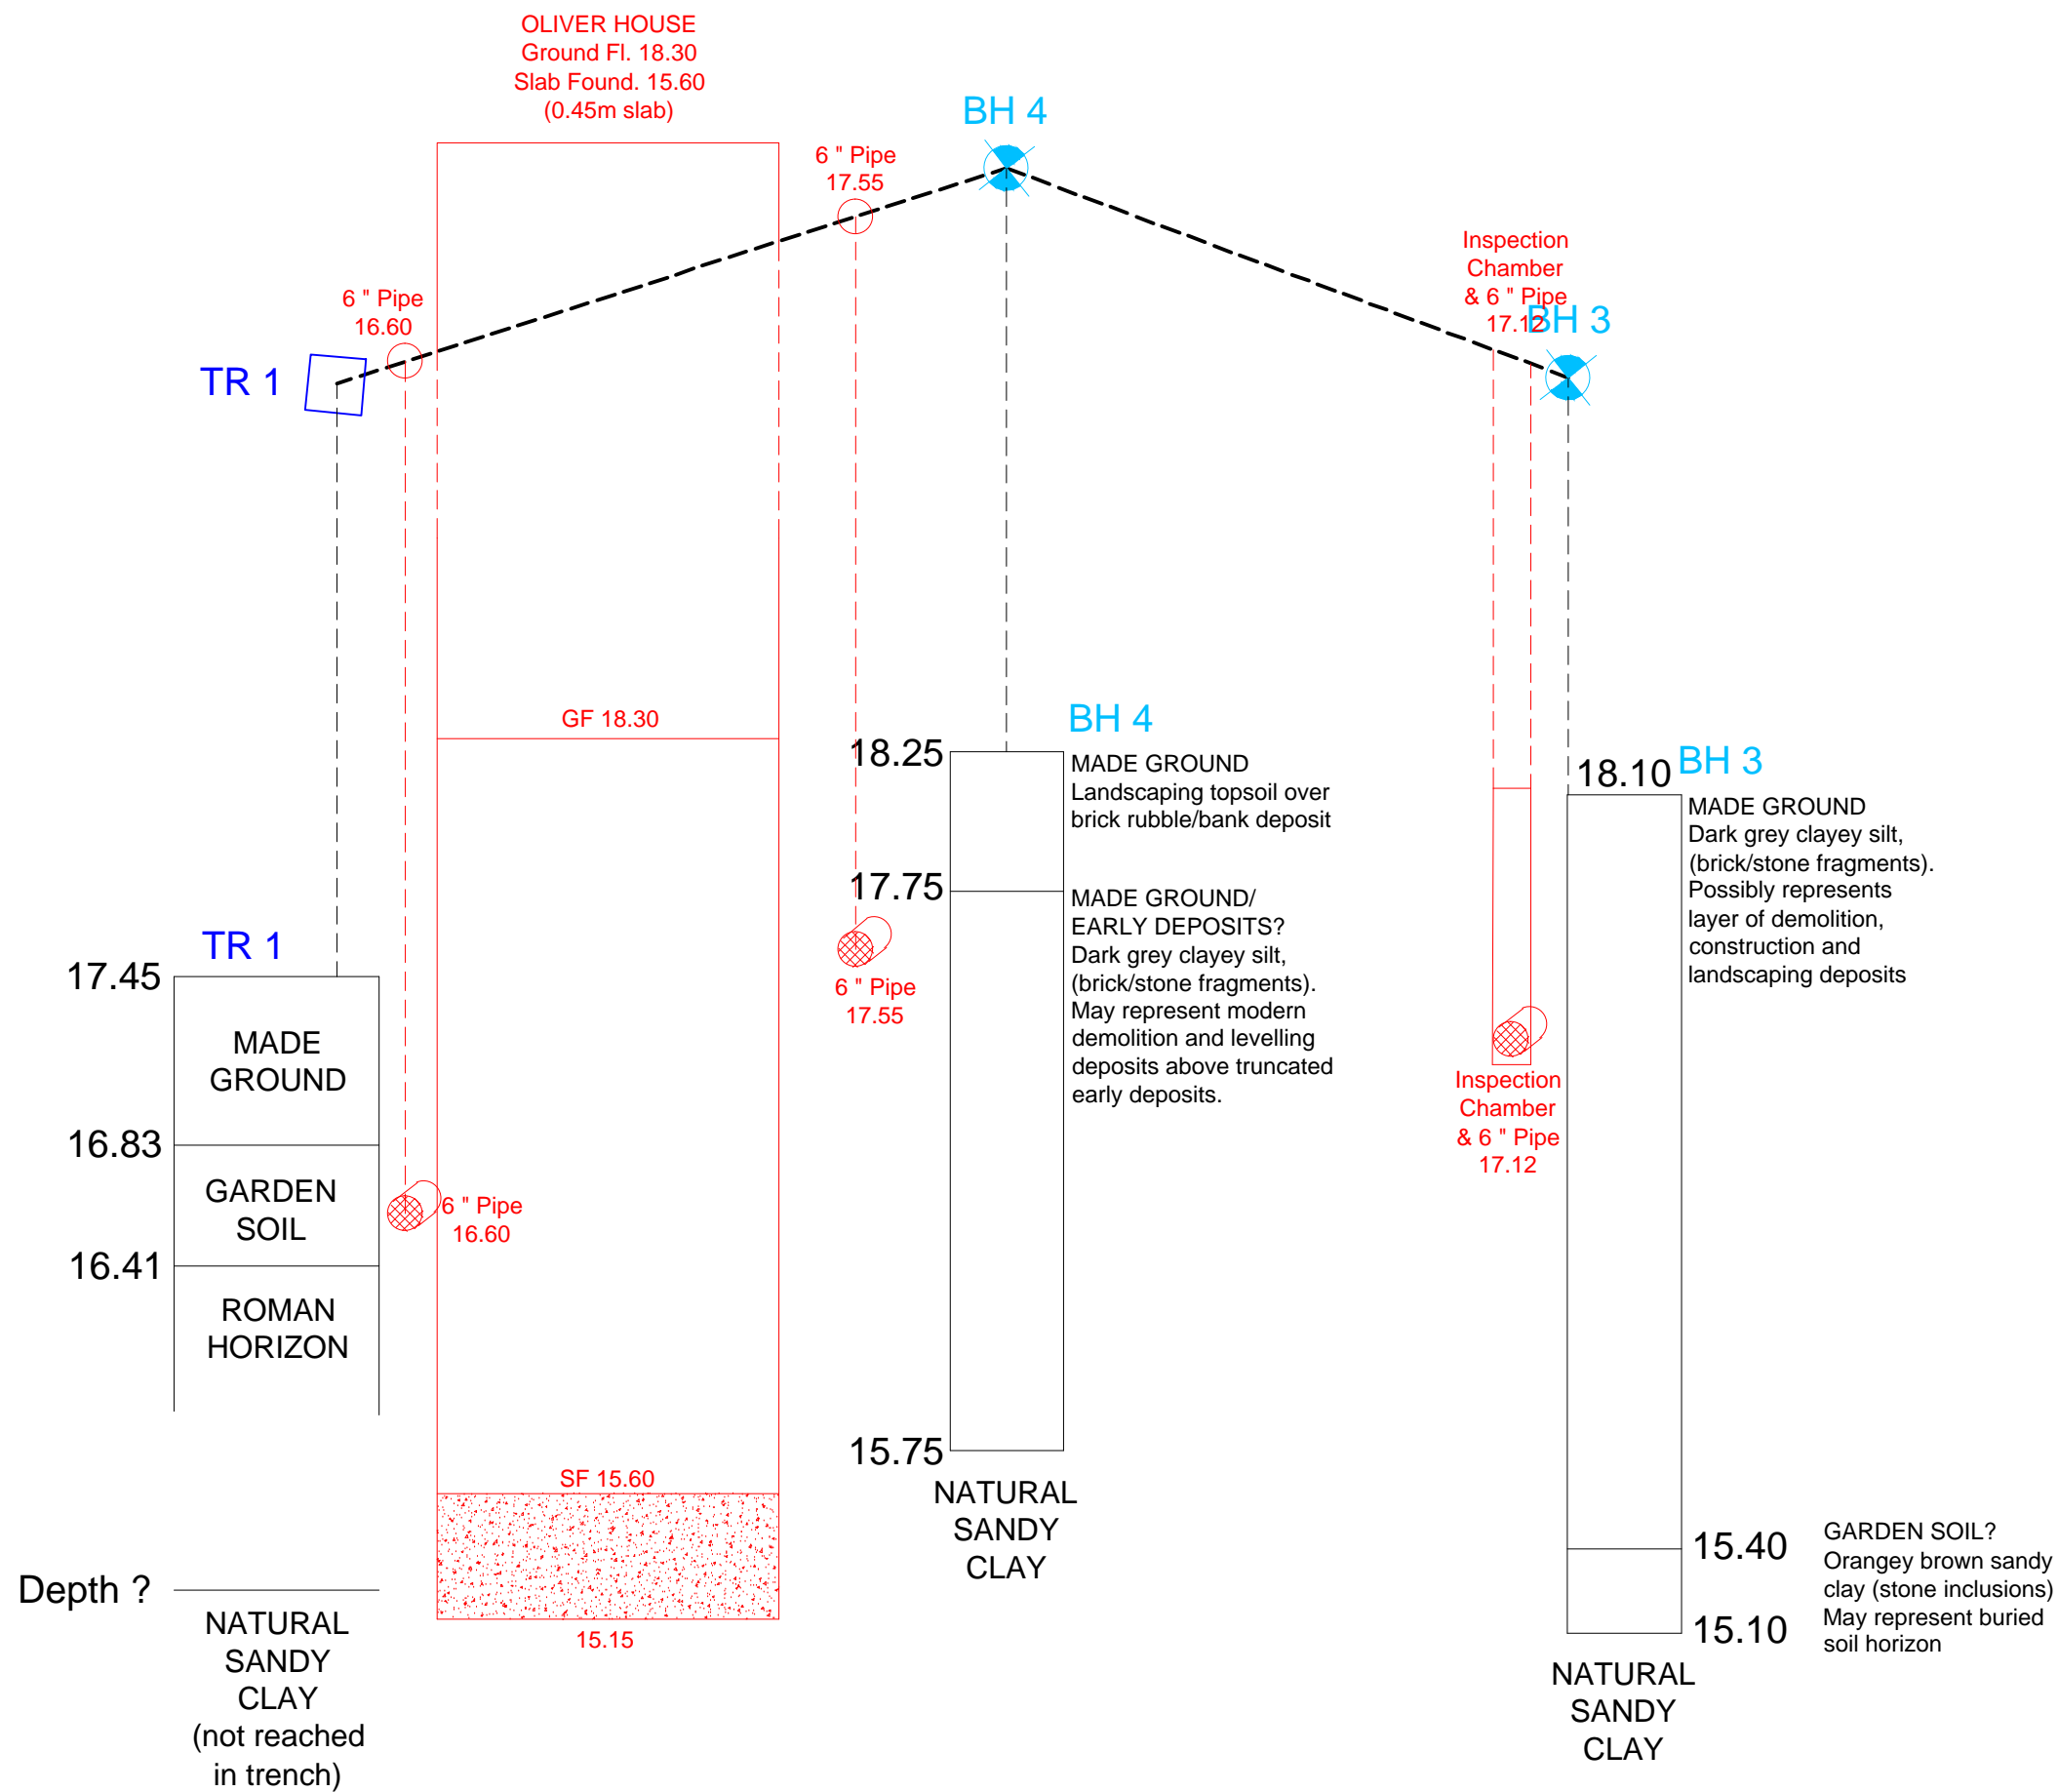 OLIVER HOUSE
Ground Fl. 18.30
Slab Found. 15.60
(0.45m slab)
BH 4
6 " Pipe
17.55
Inspection
Chamber
& 6 " Pipe
17.12
BH 3
6 " Pipe
16.60
TR 1
GF 18.30
BH 4
18.25
MADE GROUND
Landscaping topsoil over
brick rubble/bank deposit
17.75
MADE GROUND/
EARLY DEPOSITS?
Dark grey clayey silt,
(brick/stone fragments).
May represent modern
demolition and levelling
deposits above truncated
early deposits.
15.75
NATURAL
SANDY
CLAY
18.10
BH 3
MADE GROUND
Dark grey clayey silt,
(brick/stone fragments).
Possibly represents
layer of demolition,
construction and
landscaping deposits
TR 1
17.45
MADE
GROUND
16.83
GARDEN
SOIL
16.41
ROMAN
HORIZON
6 " Pipe
16.60
6 " Pipe
17.55
Inspection
Chamber
& 6 " Pipe
17.12
SF 15.60
15.15
15.40
GARDEN SOIL?
Orangey brown sandy
clay (stone inclusions)
May represent buried
soil horizon
15.10
NATURAL
SANDY
CLAY
Depth ?
NATURAL
SANDY
CLAY
(not reached
in trench)